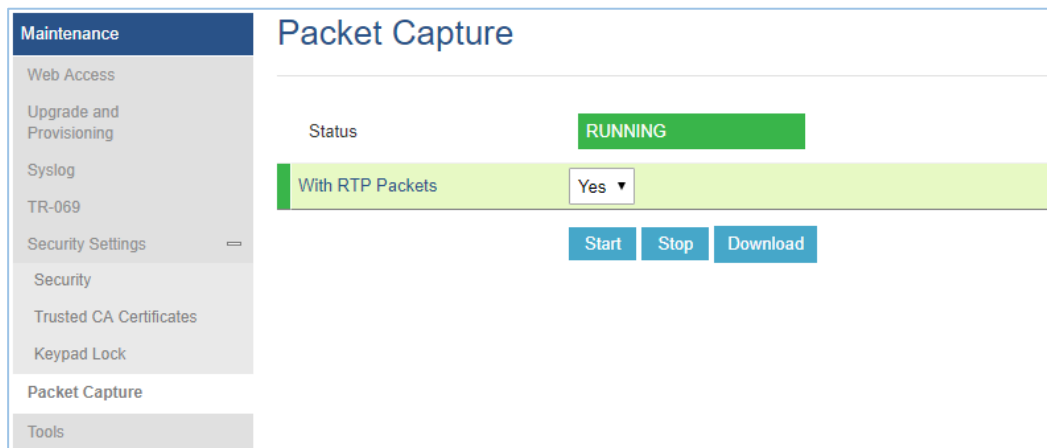 Maintenance
Web Access
Upgrade and
Provisioning
Syslog
TR-069
Security Settings
Security
Trusted CA Certificates
Keypad Lock
Packet Capture
Tools
Packet Capture
Status RUNNING
With RTP Packets Yes
Start Stop Download